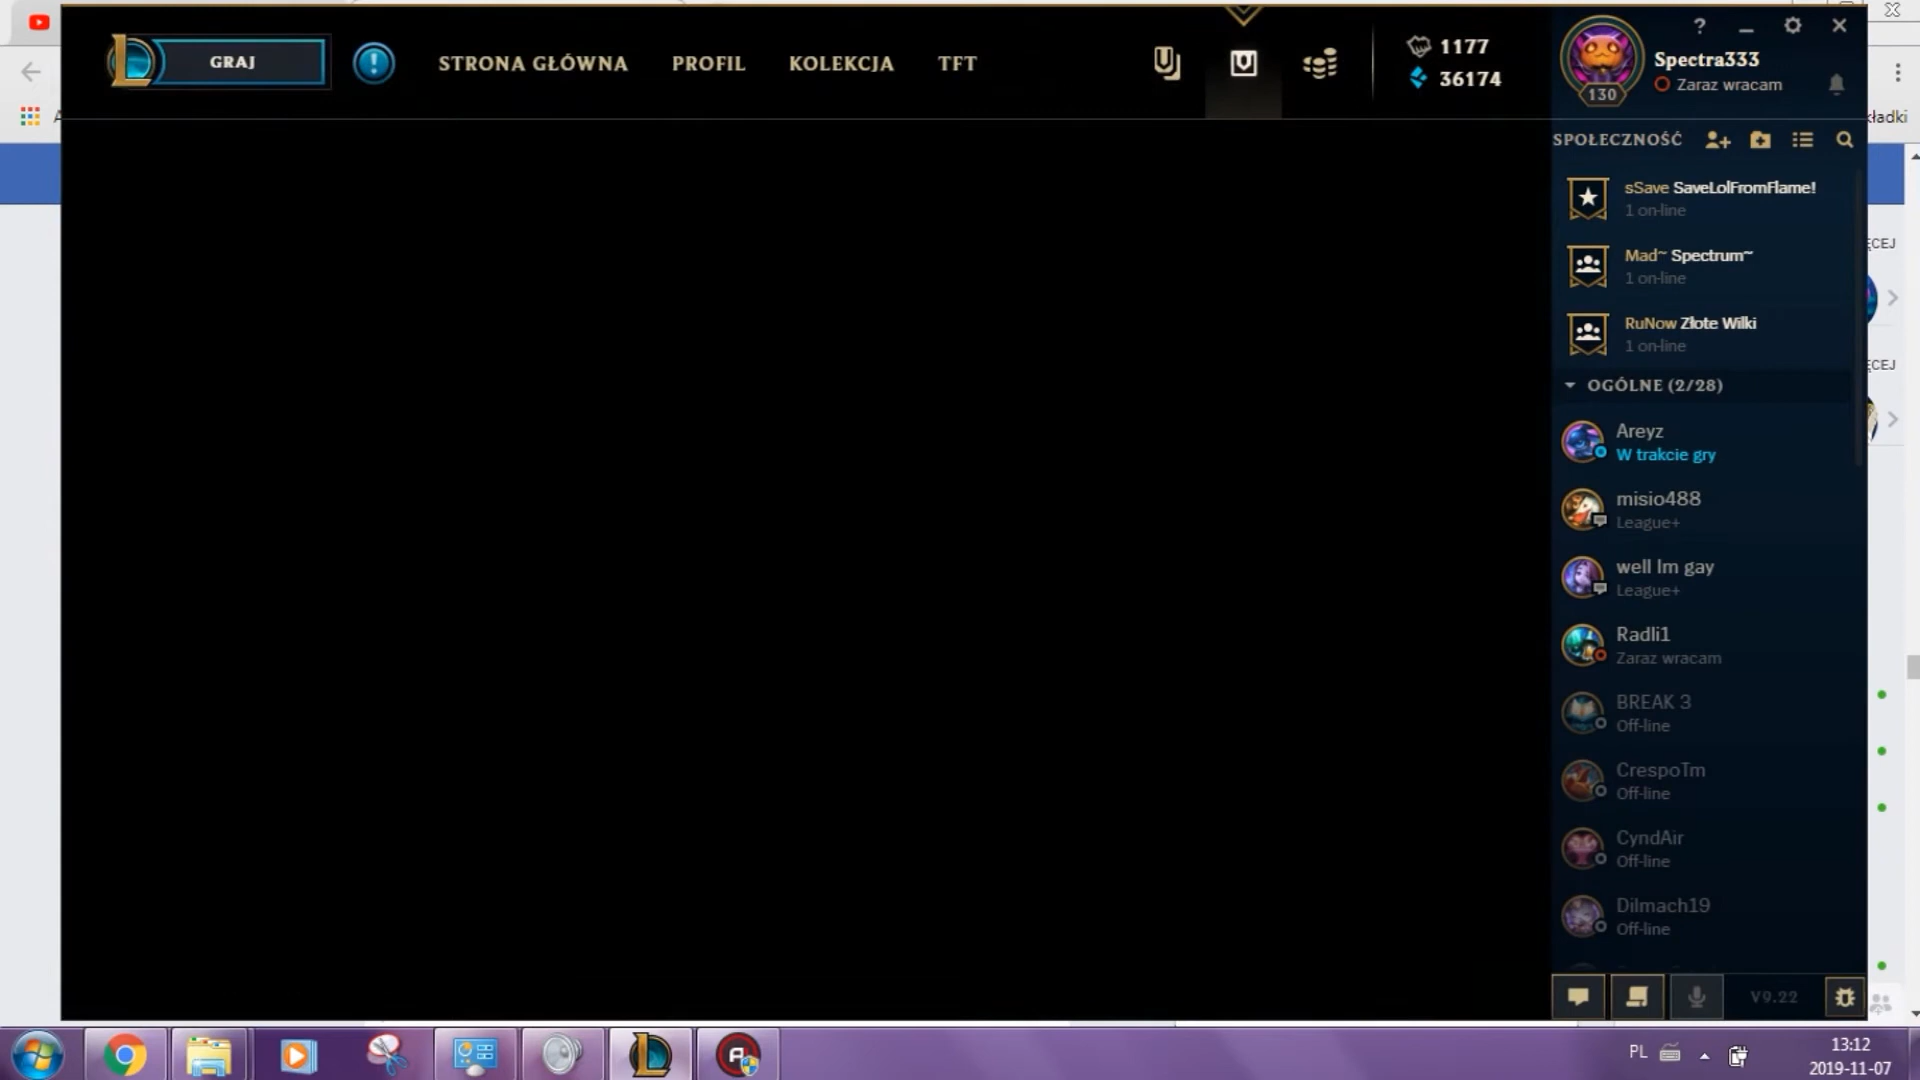 GRAJ
STRONA GŁÓWNA
PROFIL
KOLEKCJA
TFT
1177
36174
130
Spectra333
Zaraz wracam
SPOŁECZNOŚĆ
sSave SaveLolFromFlame!
1 on-line
Mad~ Spectrum~
1 on-line
RuNow Złote Wilki
1 on-line
OGÓLNE (2/28)
Areyz
W trakcie gry
misio488
League+
well Im gay
League+
Radli1
Zaraz wracam
BREAK 3
Off-line
CrespoTm
Off-line
CyndAir
Off-line
Dilmach19
Off-line
V9.22
PL
13:12
2019-11-07